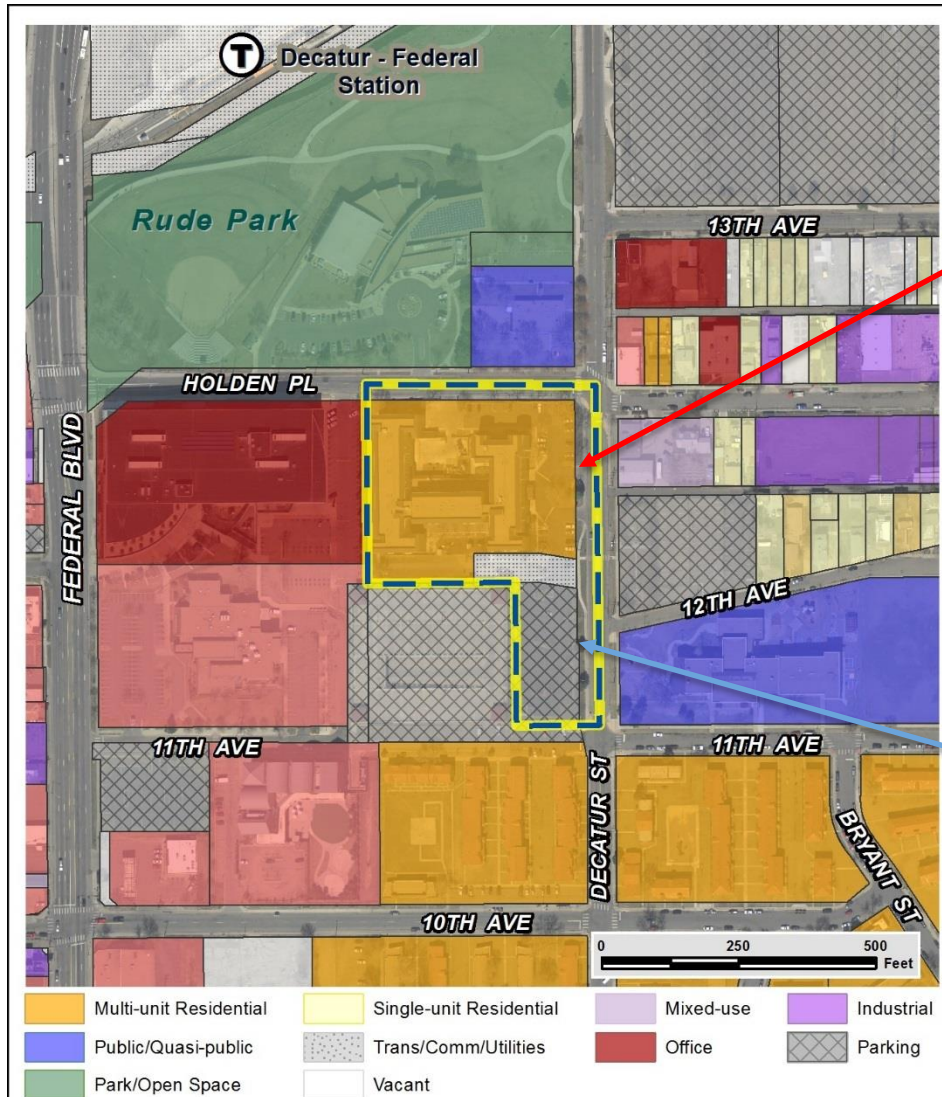 T
Decatur - Federal
Station
Rude Park
13TH AVE
HOLDEN PL
FEDERAL BLVD
12TH AVE
11TH AVE
11TH AVE
DECATUR ST
BRYANT ST
10TH AVE
0 250 500
Feet
Multi-unit Residential
Single-unit Residential
Mixed-use
Industrial
Public/Quasi-public
Trans/Comm/Utilities
Office
Parking
Park/Open Space
Vacant